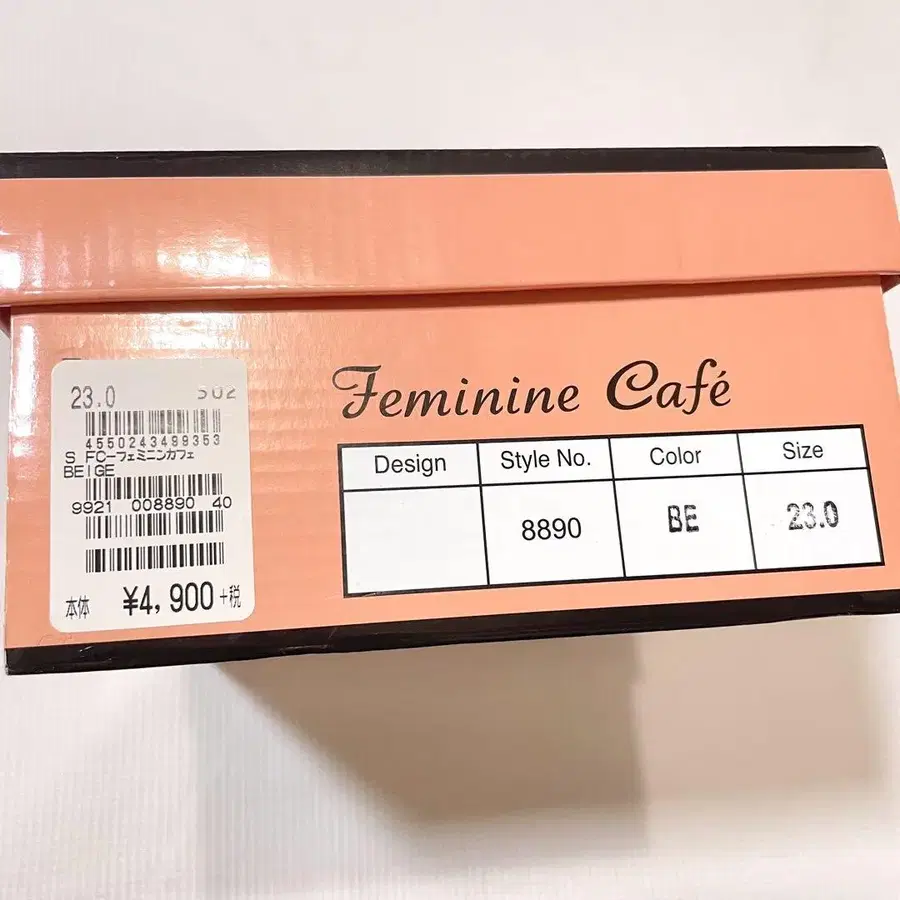 23.0 502
4550243499353
S FC-フェミニンカフェ
BEIGE
9921 008890 40
本体 ¥4,900+税
Feminine Café
Design Style No. Color Size
8890 BE 23.0